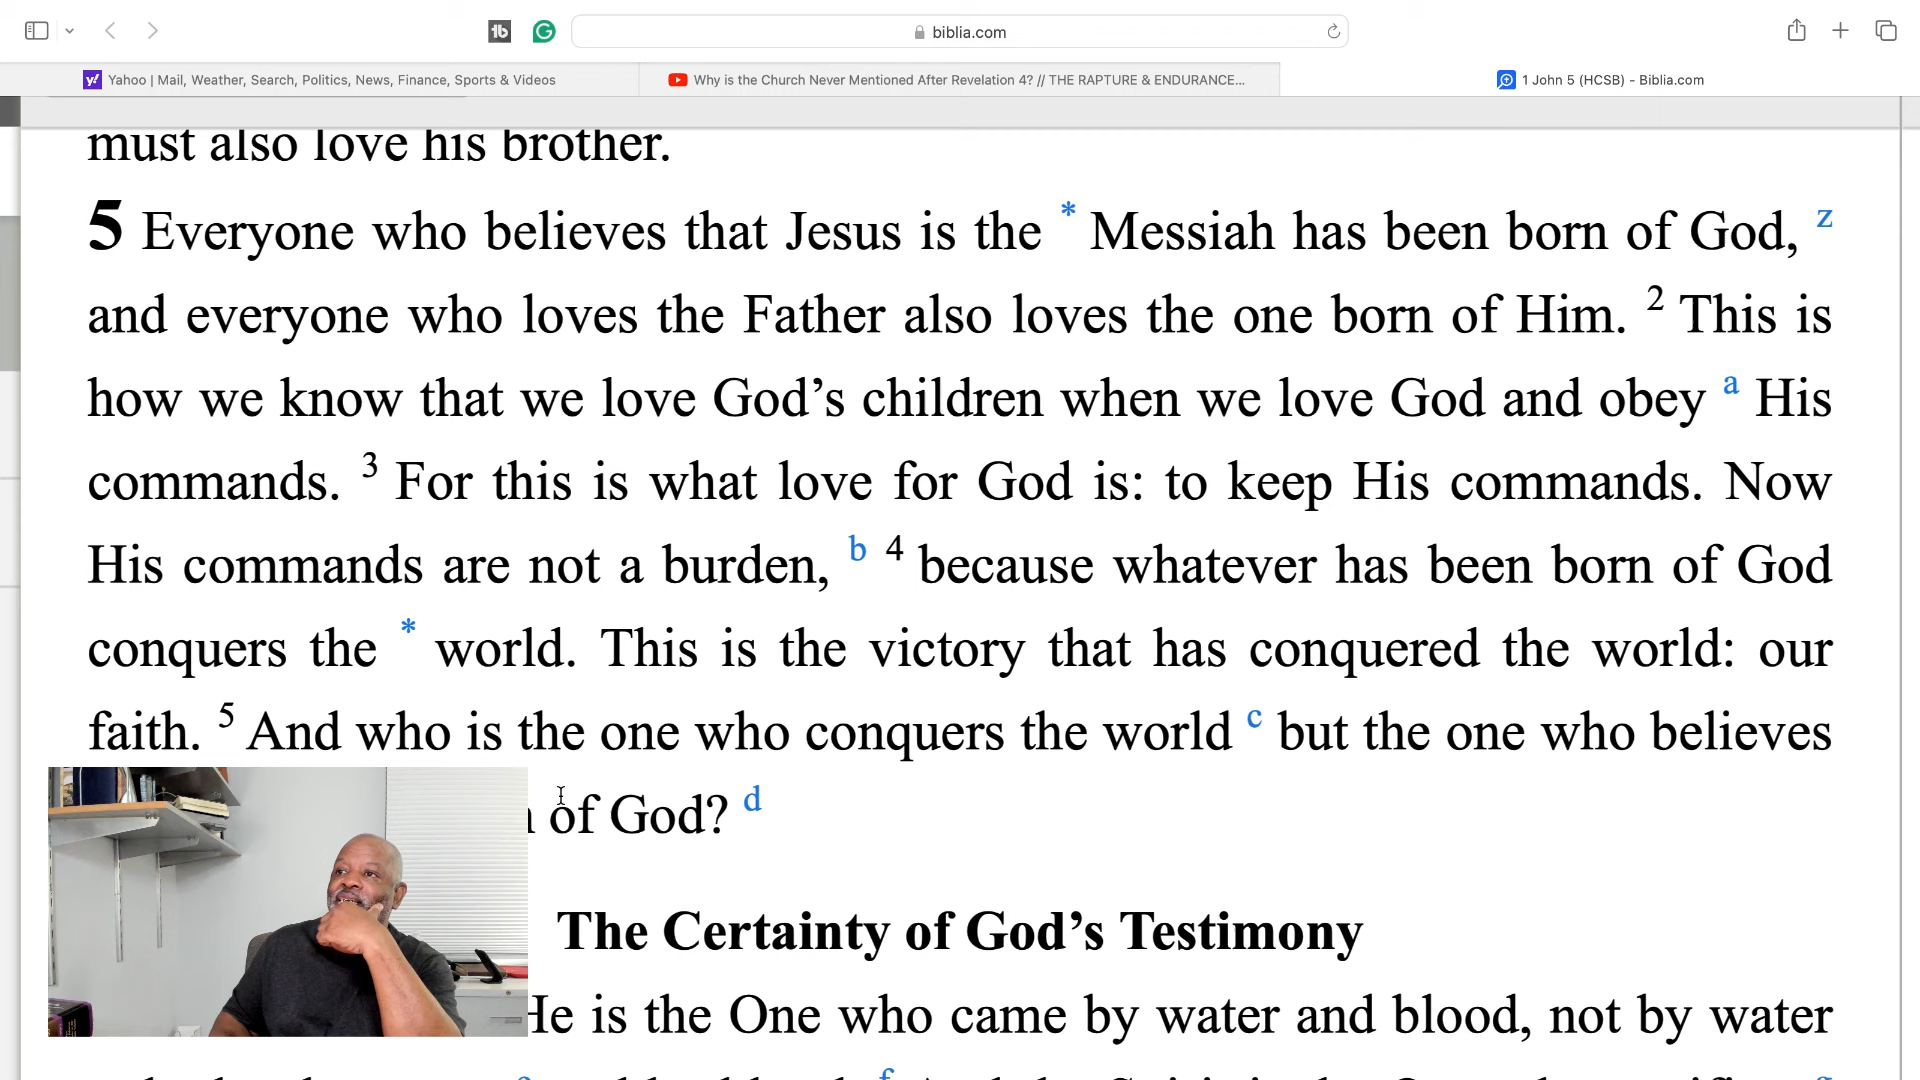 biblia.com
Yahoo | Mail, Weather, Search, Politics, News, Finance, Sports & Videos
Why is the Church Never Mentioned After Revelation 4? // THE RAPTURE & ENDURANCE...
1 John 5 (HCSB) - Biblia.com
must also love his brother.
5 Everyone who believes that Jesus is the * Messiah has been born of God, z
and everyone who loves the Father also loves the one born of Him. 2 This is
how we know that we love God’s children when we love God and obey a His
commands. 3 For this is what love for God is: to keep His commands. Now
His commands are not a burden, b 4 because whatever has been born of God
conquers the * world. This is the victory that has conquered the world: our
faith. 5 And who is the one who conquers the world c but the one who believes
of God? d
The Certainty of God’s Testimony
He is the One who came by water and blood, not by water